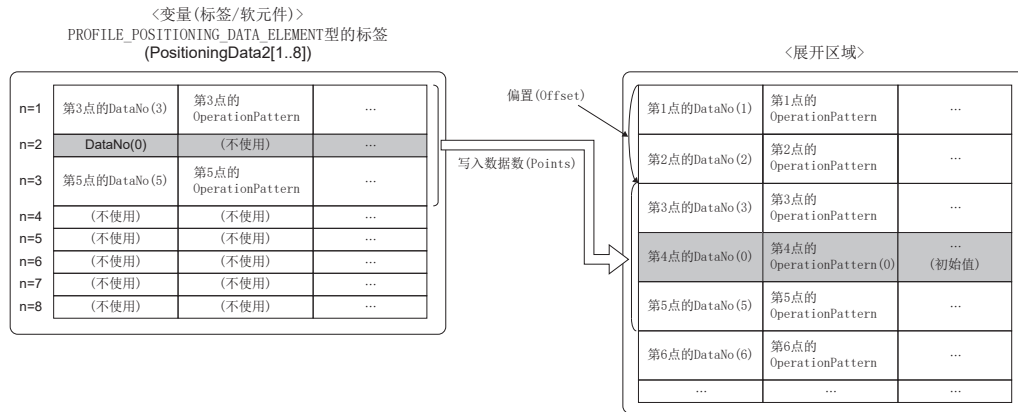 <变量(标签/软元件)>
PROFILE_POSITIONING_DATA_ELEMENT型的标签
(PositioningData2[1..8])
n=1 第3点的DataNo(3) 第3点的
OperationPattern …
n=2 DataNo(0) (不使用) …
n=3 第5点的DataNo(5) 第5点的
OperationPattern …
n=4 (不使用) (不使用) …
n=5 (不使用) (不使用) …
n=6 (不使用) (不使用) …
n=7 (不使用) (不使用) …
n=8 (不使用) (不使用) …
偏置(Offset)
写入数据数(Points)
<展开区域>
第1点的DataNo(1) 第1点的
OperationPattern …
第2点的DataNo(2) 第2点的
OperationPattern …
第3点的DataNo(3) 第3点的
OperationPattern …
第4点的DataNo(0) 第4点的
OperationPattern(0) …
(初始值)
第5点的DataNo(5) 第5点的
OperationPattern …
第6点的DataNo(6) 第6点的
OperationPattern …
… … …